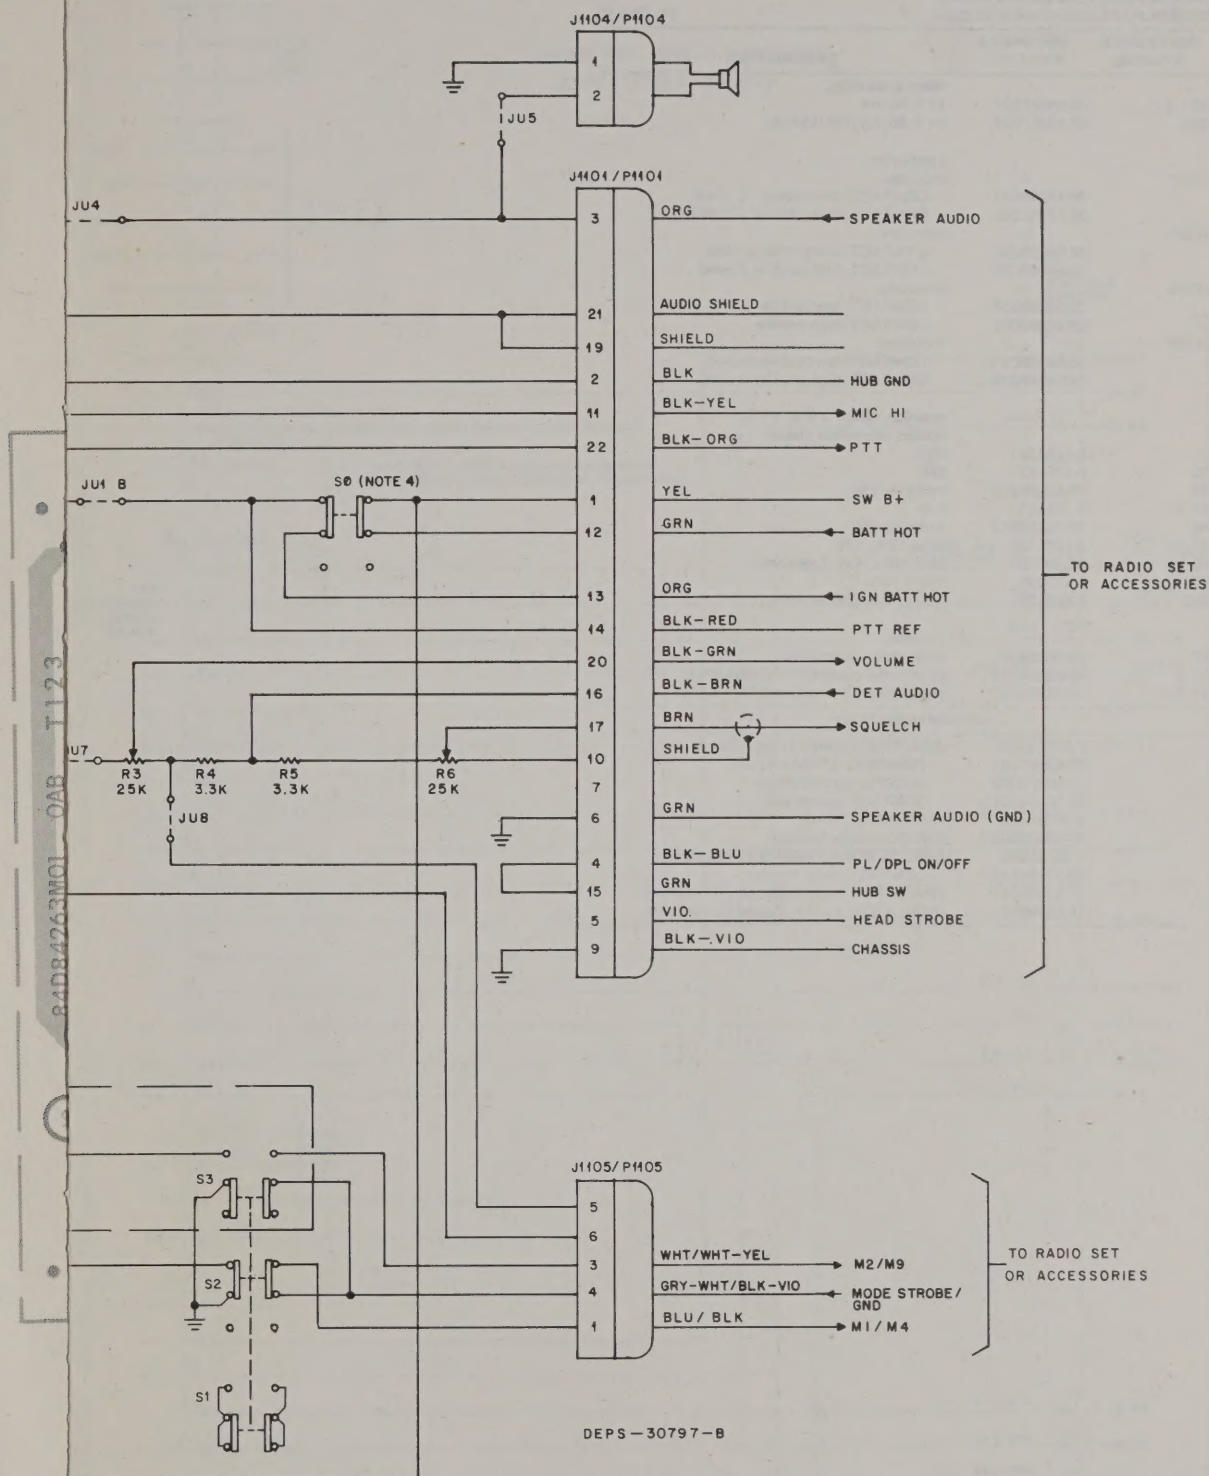 J1104/P1104
1
2
JU5
J1101/P1101
JU4
3
ORG
SPEAKER AUDIO
21
AUDIO SHIELD
19
SHIELD
2
BLK
HUB GND
11
BLK-YEL
MIC HI
22
BLK-ORG
PTT
JU1 B
S0 (NOTE 4)
1
YEL
SW B+
12
GRN
BATT HOT
TO RADIO SET
OR ACCESSORIES
13
ORG
IGN BATT HOT
14
BLK-RED
PTT REF
20
BLK-GRN
VOLUME
16
BLK-BRN
DET AUDIO
17
BRN
SQUELCH
U7
R3
25K
R4
3.3K
R5
3.3K
R6
25K
10
SHIELD
7
JU8
6
GRN
SPEAKER AUDIO (GND)
4
BLK-BLU
PL/DPL ON/OFF
15
GRN
HUB SW
5
VIO.
HEAD STROBE
9
BLK-.VIO
CHASSIS
84D84263M01 0AB T123
J1105/P1105
S3
5
6
3
WHT/WHT-YEL
M2/M9
TO RADIO SET
OR ACCESSORIES
S2
4
GRY-WHT/BLK-VIO
MODE STROBE/
GND
1
BLU/ BLK
M1/M4
S1
DEPS-30797-B